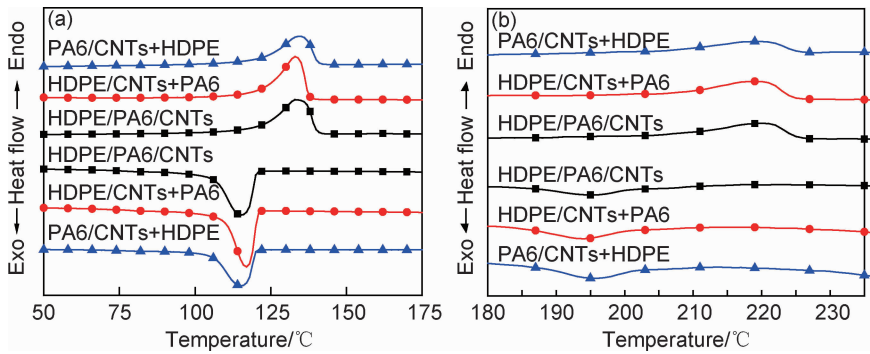 (a)
PA6/CNTs+HDPE
HDPE/CNTs+PA6
HDPE/PA6/CNTs
HDPE/PA6/CNTs
HDPE/CNTs+PA6
PA6/CNTs+HDPE
Exo ← Heat flow → Endo
50 75 100 125 150 175
Temperature/℃
(b)
PA6/CNTs+HDPE
HDPE/CNTs+PA6
HDPE/PA6/CNTs
HDPE/PA6/CNTs
HDPE/CNTs+PA6
PA6/CNTs+HDPE
Exo ← Heat flow → Endo
180 190 200 210 220 230
Temperature/℃